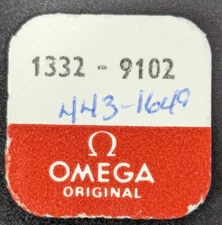 1332 - 9102
443-1649
Ω
OMEGA
ORIGINAL